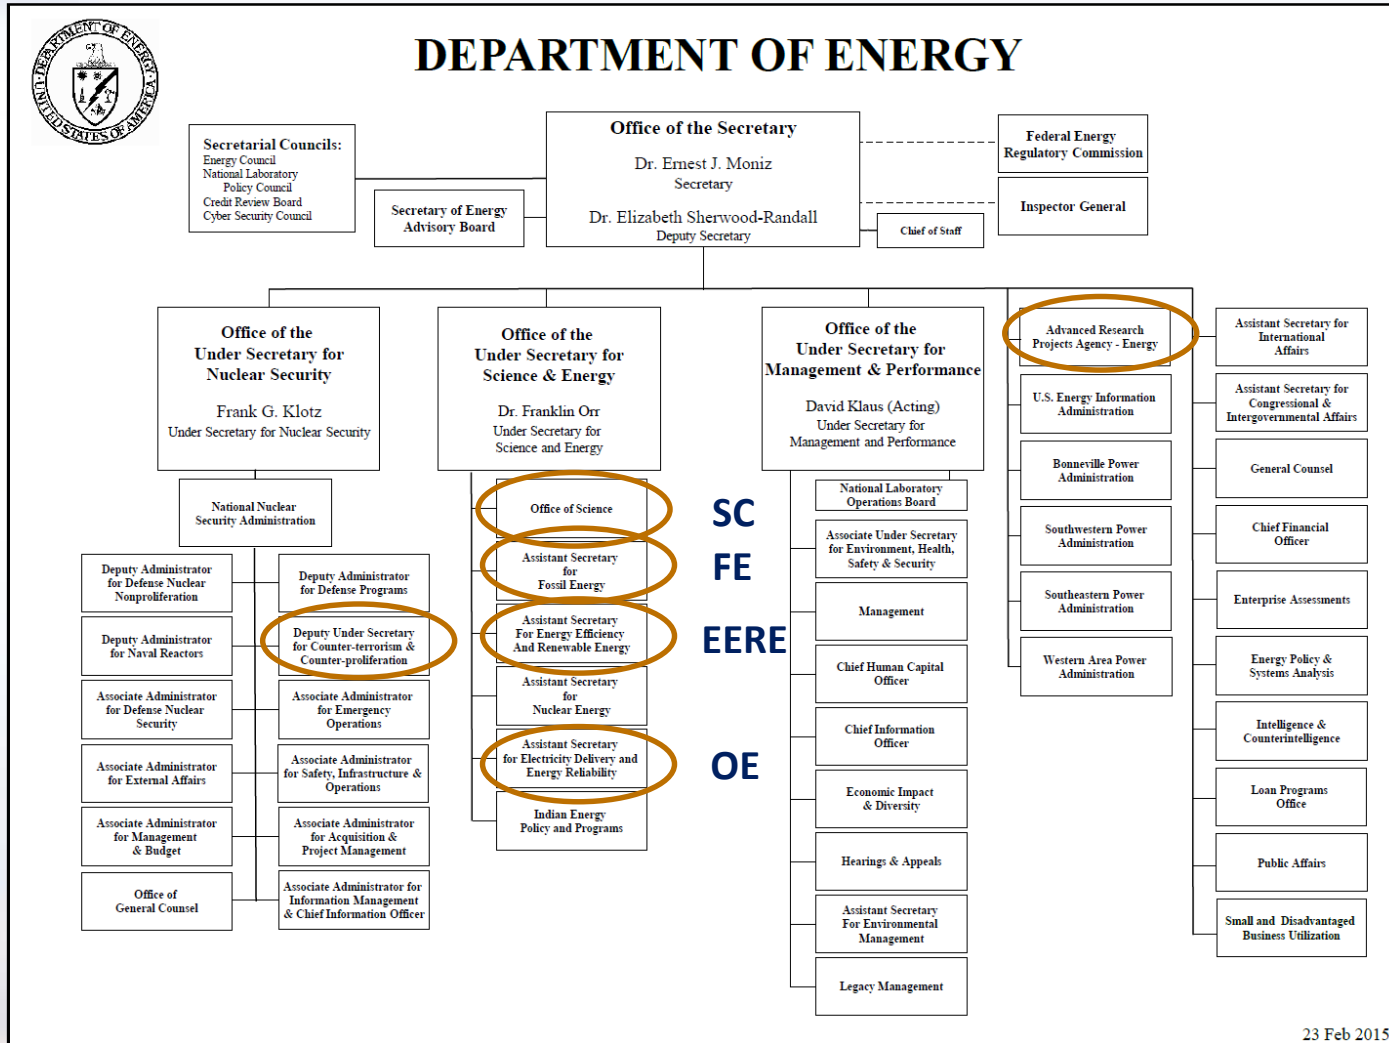 DEPARTMENT OF ENERGY
DEPARTMENT OF ENERGY
UNITED STATES OF AMERICA
Secretarial Councils:
Energy Council
National Laboratory
Policy Council
Credit Review Board
Cyber Security Council
Secretary of Energy
Advisory Board
Office of the Secretary
Dr. Ernest J. Moniz
Secretary
Dr. Elizabeth Sherwood-Randall
Deputy Secretary
Federal Energy
Regulatory Commission
Inspector General
Chief of Staff
Office of the
Under Secretary for
Nuclear Security
Frank G. Klotz
Under Secretary for Nuclear Security
National Nuclear
Security Administration
Deputy Administrator
for Defense Nuclear
Nonproliferation
Deputy Administrator
for Defense Programs
Deputy Administrator
for Naval Reactors
Deputy Under Secretary
for Counter-terrorism &
Counter-proliferation
Associate Administrator
for Defense Nuclear
Security
Associate Administrator
for Emergency
Operations
Associate Administrator
for External Affairs
Associate Administrator
for Safety, Infrastructure &
Operations
Associate Administrator
for Management
& Budget
Associate Administrator
for Acquisition &
Project Management
Office of
General Counsel
Associate Administrator for
Information Management
& Chief Information Officer
Office of the
Under Secretary for
Science & Energy
Dr. Franklin Orr
Under Secretary for
Science and Energy
Office of Science
SC
Assistant Secretary
for
Fossil Energy
FE
Assistant Secretary
For Energy Efficiency
And Renewable Energy
EERE
Assistant Secretary
for
Nuclear Energy
Assistant Secretary
for Electricity Delivery and
Energy Reliability
OE
Indian Energy
Policy and Programs
Office of the
Under Secretary for
Management & Performance
David Klaus (Acting)
Under Secretary for
Management and Performance
National Laboratory
Operations Board
Associate Under Secretary
for Environment, Health,
Safety & Security
Management
Chief Human Capital
Officer
Chief Information
Officer
Economic Impact
& Diversity
Hearings & Appeals
Assistant Secretary
For Environmental
Management
Legacy Management
Advanced Research
Projects Agency - Energy
U.S. Energy Information
Administration
Bonneville Power
Administration
Southwestern Power
Administration
Southeastern Power
Administration
Western Area Power
Administration
Assistant Secretary for
International
Affairs
Assistant Secretary for
Congressional &
Intergovernmental Affairs
General Counsel
Chief Financial
Officer
Enterprise Assessments
Energy Policy &
Systems Analysis
Intelligence &
Counterintelligence
Loan Programs
Office
Public Affairs
Small and Disadvantaged
Business Utilization
23 Feb 2015